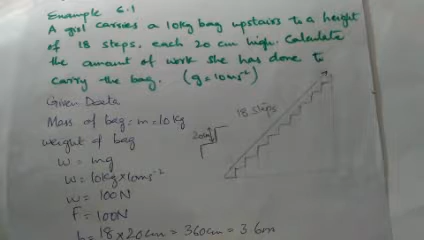 Example 6.1
A girl carries a 10kg bag upstairs to a height
of 18 steps, each 20 cm high. Calculate
the amount of work she has done to
carry the bag. (g=10ms⁻²)
Given Data
Mass of bag = m = 10 kg
weight of bag
w = mg
w = 10kg x 10ms⁻²
w = 100N
F = 100N
h = 18 x 20cm = 360cm = 3.6m
18 steps
20cm